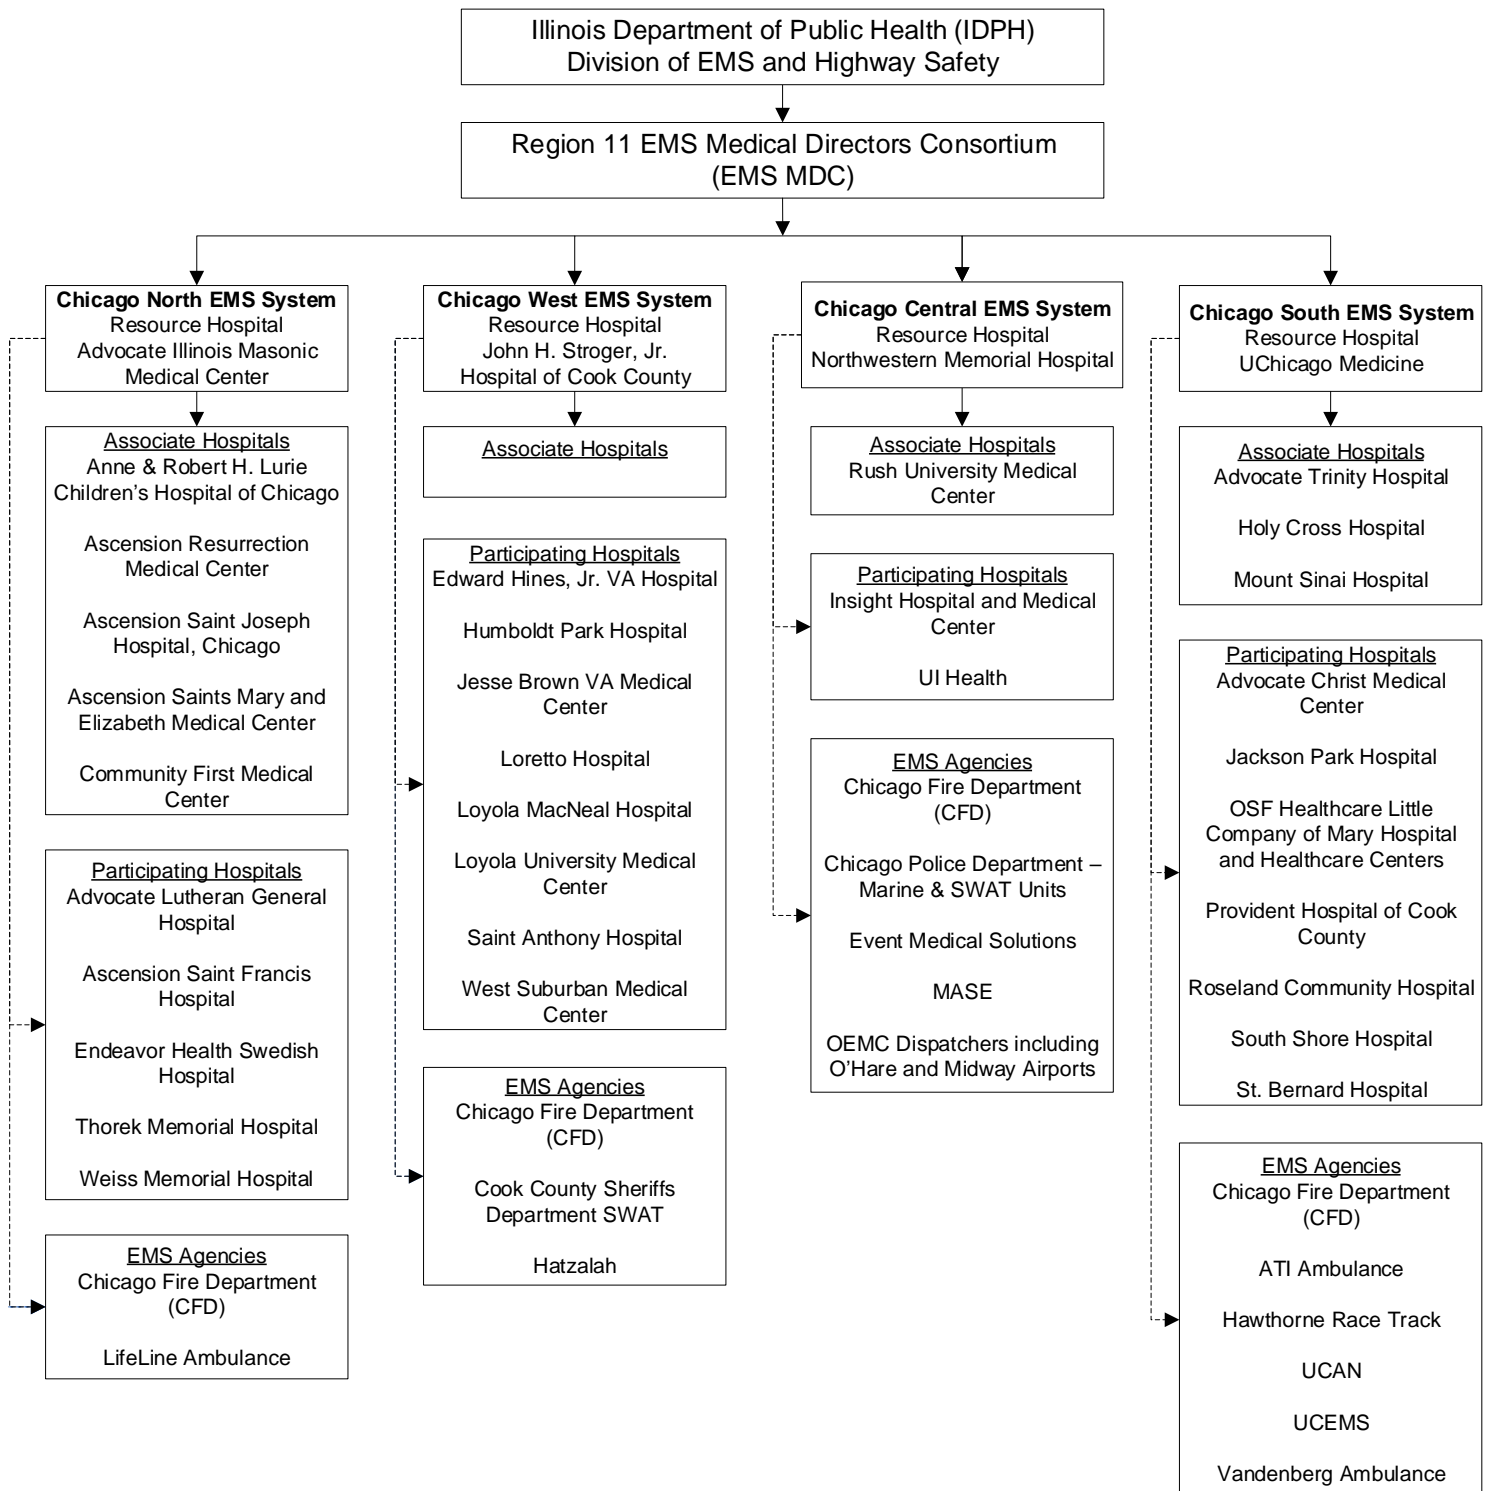 Illinois Department of Public Health (IDPH)
Division of EMS and Highway Safety
Region 11 EMS Medical Directors Consortium
(EMS MDC)
Chicago North EMS System
Resource Hospital
Advocate Illinois Masonic
Medical Center
Associate Hospitals
Anne & Robert H. Lurie
Children's Hospital of Chicago
Ascension Resurrection
Medical Center
Ascension Saint Joseph
Hospital, Chicago
Ascension Saints Mary and
Elizabeth Medical Center
Community First Medical
Center
Participating Hospitals
Advocate Lutheran General
Hospital
Ascension Saint Francis
Hospital
Endeavor Health Swedish
Hospital
Thorek Memorial Hospital
Weiss Memorial Hospital
EMS Agencies
Chicago Fire Department
(CFD)
LifeLine Ambulance
Chicago West EMS System
Resource Hospital
John H. Stroger, Jr.
Hospital of Cook County
Associate Hospitals
Participating Hospitals
Edward Hines, Jr. VA Hospital
Humboldt Park Hospital
Jesse Brown VA Medical
Center
Loretto Hospital
Loyola MacNeal Hospital
Loyola University Medical
Center
Saint Anthony Hospital
West Suburban Medical
Center
EMS Agencies
Chicago Fire Department
(CFD)
Cook County Sheriffs
Department SWAT
Hatzalah
Chicago Central EMS System
Resource Hospital
Northwestern Memorial Hospital
Associate Hospitals
Rush University Medical
Center
Participating Hospitals
Insight Hospital and Medical
Center
UI Health
EMS Agencies
Chicago Fire Department
(CFD)
Chicago Police Department –
Marine & SWAT Units
Event Medical Solutions
MASE
OEMC Dispatchers including
O'Hare and Midway Airports
Chicago South EMS System
Resource Hospital
UChicago Medicine
Associate Hospitals
Advocate Trinity Hospital
Holy Cross Hospital
Mount Sinai Hospital
Participating Hospitals
Advocate Christ Medical
Center
Jackson Park Hospital
OSF Healthcare Little
Company of Mary Hospital
and Healthcare Centers
Provident Hospital of Cook
County
Roseland Community Hospital
South Shore Hospital
St. Bernard Hospital
EMS Agencies
Chicago Fire Department
(CFD)
ATI Ambulance
Hawthorne Race Track
UCAN
UCEMS
Vandenberg Ambulance